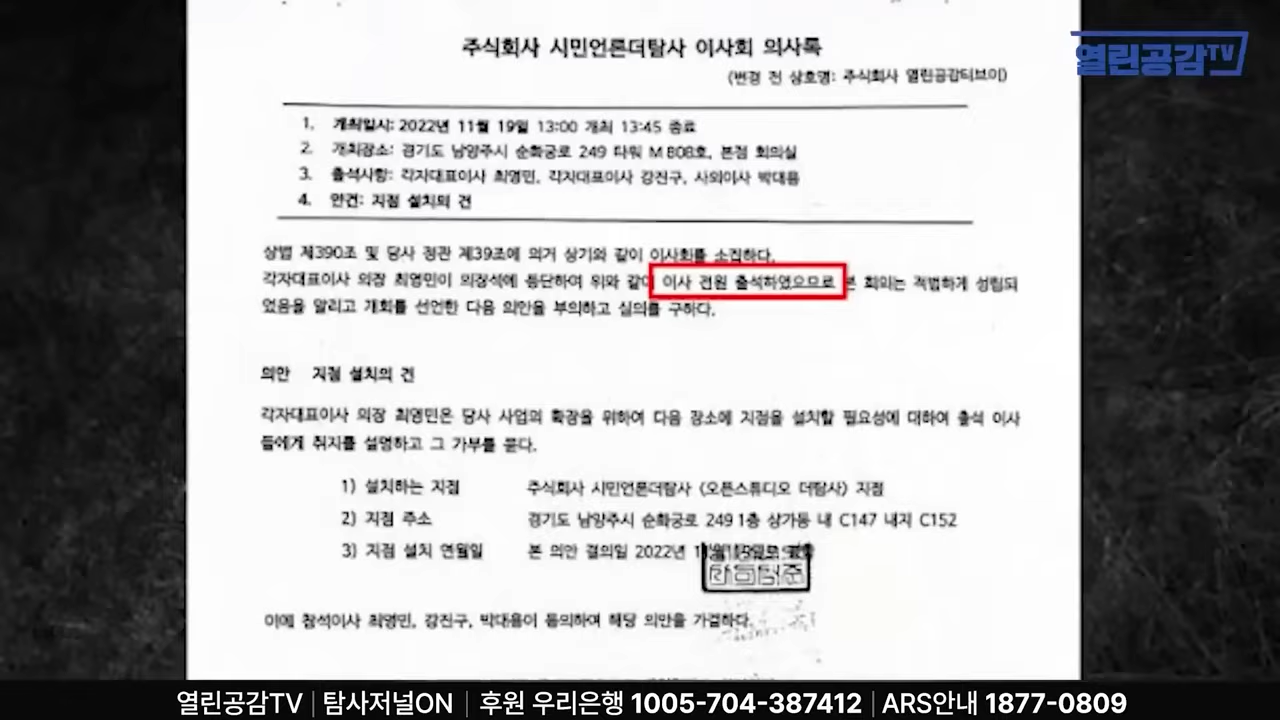 주식회사 시민언론더탐사 이사회 의사록
열린공감TV
(변경 전 상호명: 주식회사 열린공감티브이)
1. 개최일시: 2022년 11월 19일 13:00 개최 13:45 종료
2. 개최장소: 경기도 남양주시 순화궁로 249 타워 M 808호, 본점 회의실
3. 출석사항: 각자대표이사 최영민, 각자대표이사 강진구, 사외이사 박대용
4. 안건: 지점 설치의 건
상법 제390조 및 당사 정관 제39조에 의거 상기와 같이 이사회를 소집하다.
각자대표이사 의장 최영민이 의장석에 등단하여 위와 같이 이사 전원 출석하였으므로 본 회의는 적법하게 성립되
었음을 알리고 개회를 선언한 다음 의안을 부의하고 심의를 구하다.
의안 지점 설치의 건
각자대표이사 의장 최영민은 당사 사업의 확장을 위하여 다음 장소에 지점을 설치할 필요성에 대하여 출석 이사
들에게 취지를 설명하고 그 가부를 묻다.
1) 설치하는 지점 주식회사 시민언론더탐사 (오픈스튜디오 더탐사) 지점
2) 지점 주소 경기도 남양주시 순화궁로 249 1층 상가동 내 C147 내지 C152
3) 지점 설치 연월일 본 의안 결의일 2022년
이에 참석이사 최영민, 강진구, 박대용이 동의하여 해당 의안을 가결하다.
열린공감TV | 탐사저널ON | 후원 우리은행 1005-704-387412 | ARS안내 1877-0809